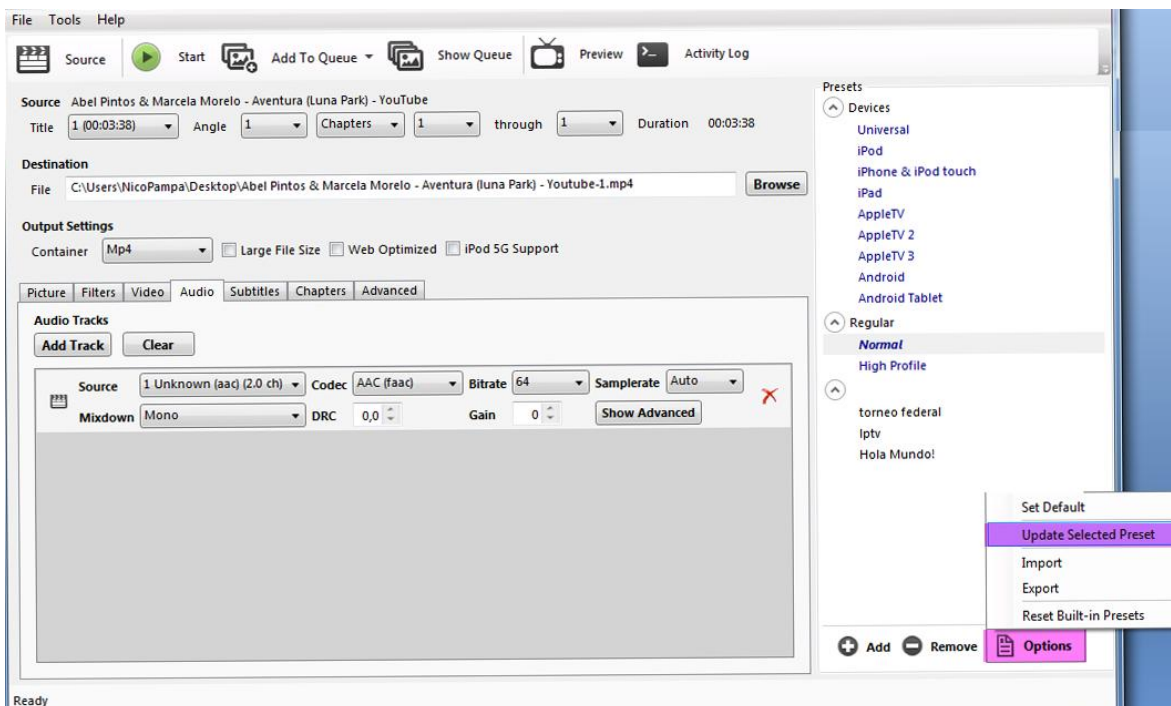 File Tools Help
Source Start Add To Queue Show Queue Preview Activity Log
Source Abel Pintos & Marcela Morelo - Aventura (Luna Park) - YouTube
Title 1 (00:03:38) Angle 1 Chapters 1 through 1 Duration 00:03:38
Destination
File C:\Users\NicoPampa\Desktop\Abel Pintos & Marcela Morelo - Aventura (luna Park) - Youtube-1.mp4 Browse
Output Settings
Container Mp4 Large File Size Web Optimized iPod 5G Support
Picture Filters Video Audio Subtitles Chapters Advanced
Audio Tracks
Add Track Clear
Source 1 Unknown (aac) (2.0 ch) Codec AAC (faac) Bitrate 64 Samplerate Auto
Mixdown Mono DRC 0,0 Gain 0 Show Advanced
Presets
Devices
Universal
iPod
iPhone & iPod touch
iPad
AppleTV
AppleTV 2
AppleTV 3
Android
Android Tablet
Regular
Normal
High Profile
torneo federal
Iptv
Hola Mundo!
Set Default
Update Selected Preset
Import
Export
Reset Built-in Presets
Add Remove Options
Ready